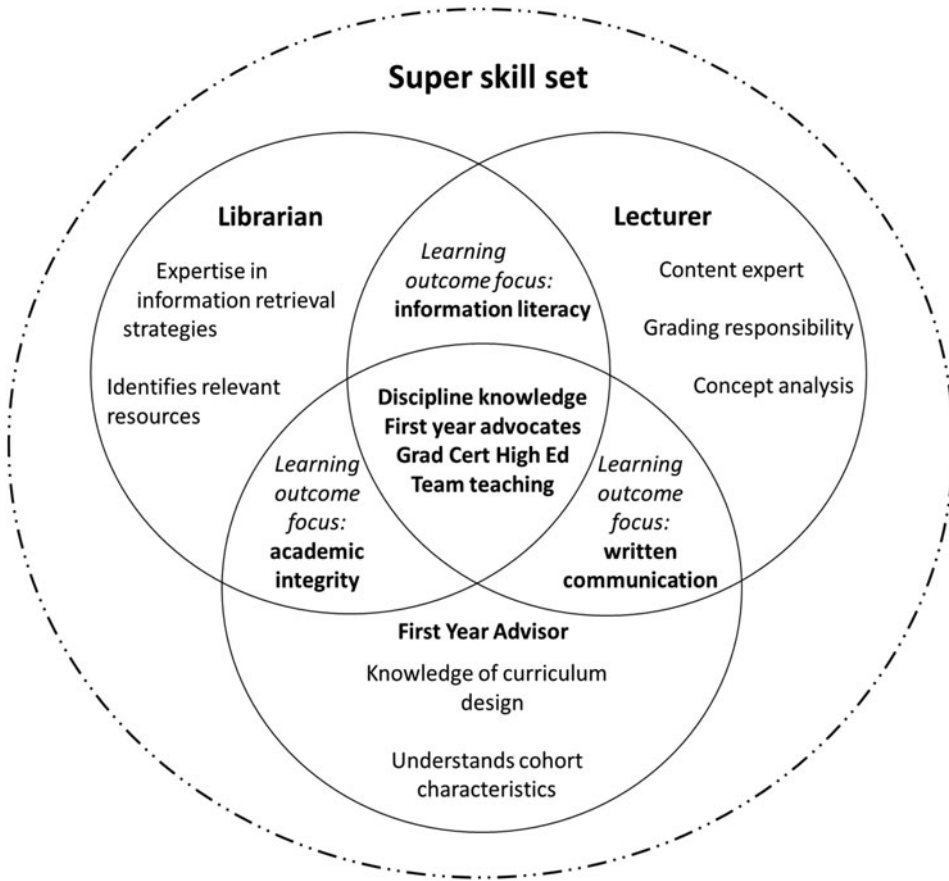 Super skill set
Librarian
Expertise in
information retrieval
strategies
Identifies relevant
resources
Learning
outcome focus:
information literacy
Lecturer
Content expert
Grading responsibility
Concept analysis
Discipline knowledge
First year advocates
Grad Cert High Ed
Team teaching
Learning
outcome
focus:
academic
integrity
Learning
outcome
focus:
written
communication
First Year Advisor
Knowledge of curriculum
design
Understands cohort
characteristics